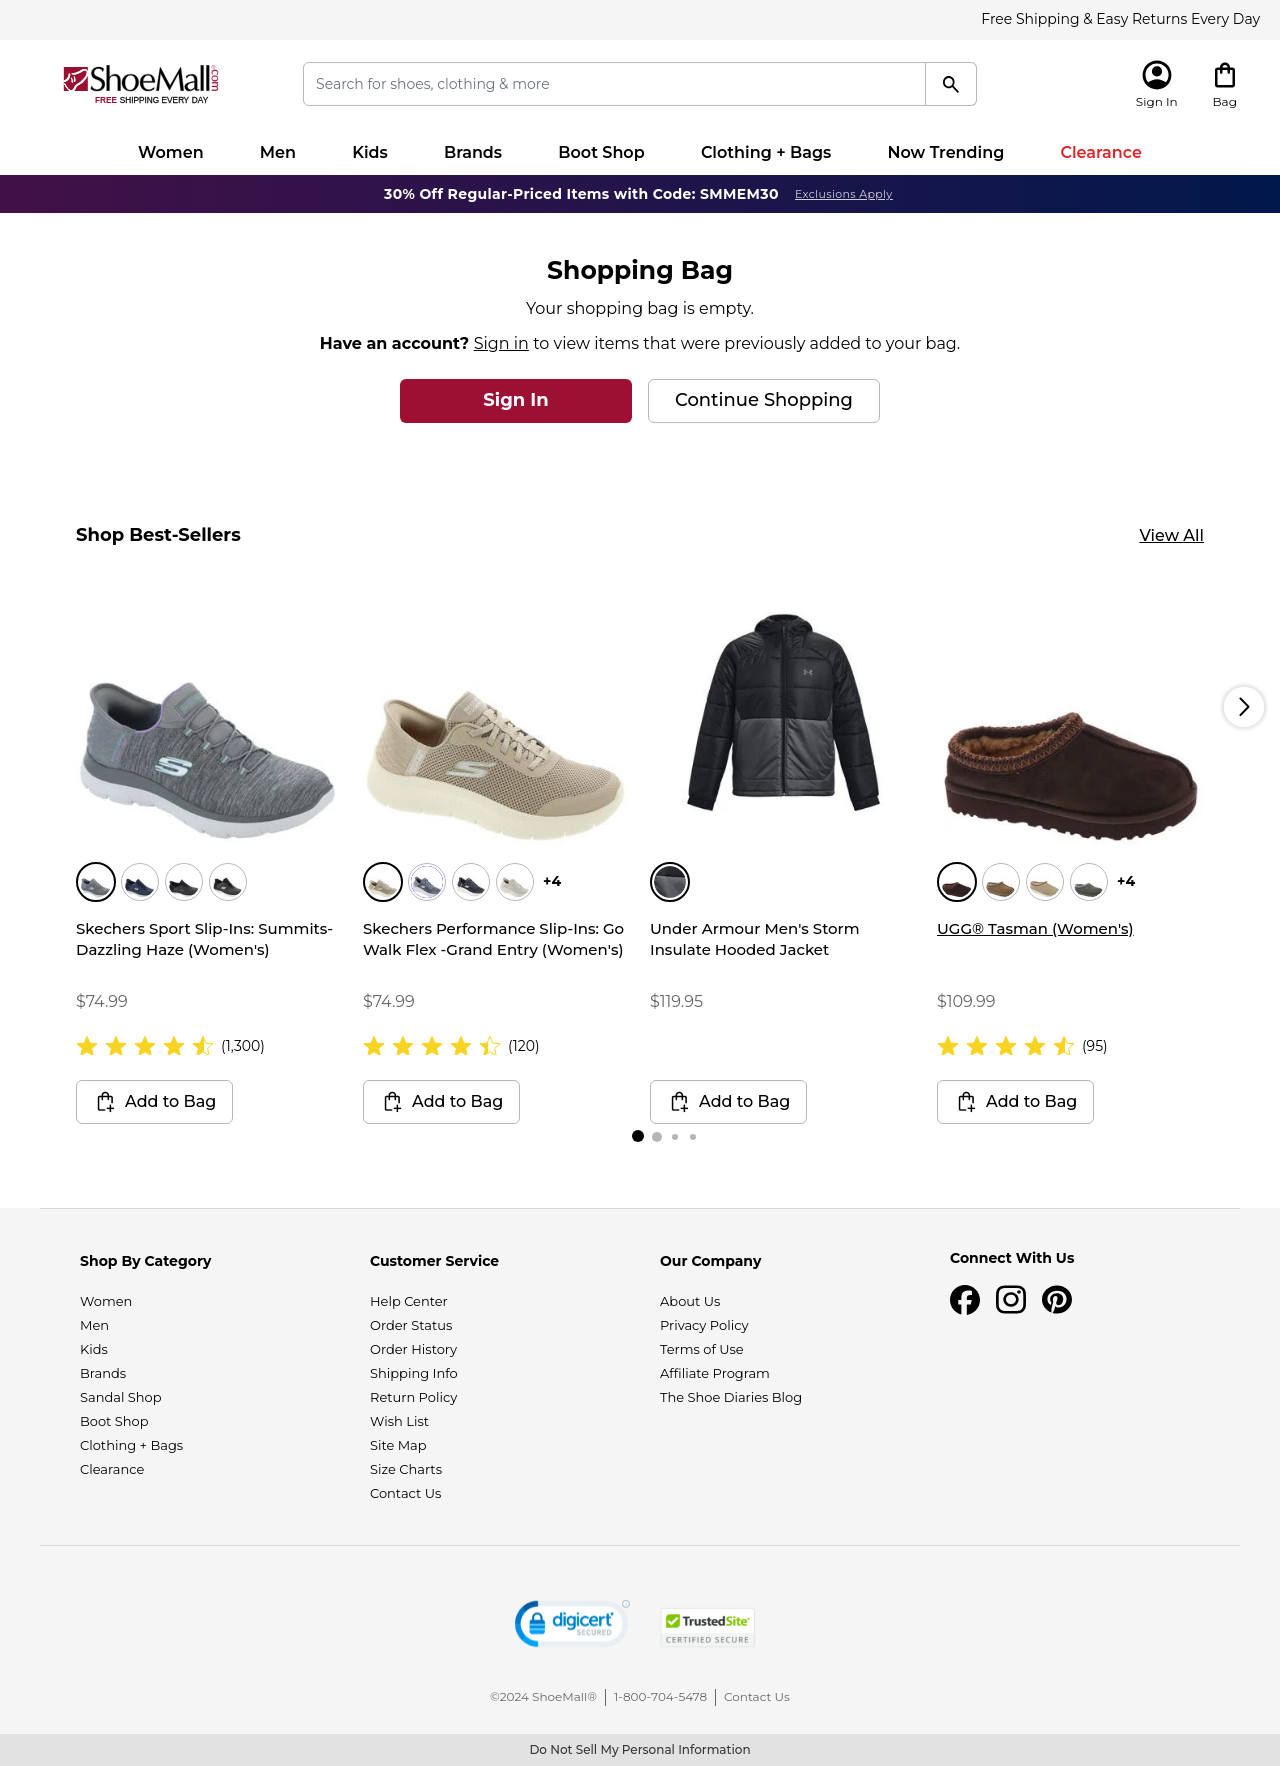 Free Shipping & Easy Returns Every Day
ShoeMall.com
FREE SHIPPING EVERY DAY
Search for shoes, clothing & more
Sign In
Bag
Women Men Kids Brands Boot Shop Clothing + Bags Now Trending Clearance
30% Off Regular-Priced Items with Code: SMMEM30 Exclusions Apply
Shopping Bag
Your shopping bag is empty.
Have an account? Sign in to view items that were previously added to your bag.
Sign In
Continue Shopping
Shop Best-Sellers
View All
Skechers Sport Slip-Ins: Summits-
Dazzling Haze (Women's)
$74.99
(1,300)
Add to Bag
+4
Skechers Performance Slip-Ins: Go
Walk Flex -Grand Entry (Women's)
$74.99
(120)
Add to Bag
Under Armour Men's Storm
Insulate Hooded Jacket
$119.95
Add to Bag
+4
UGG® Tasman (Women's)
$109.99
(95)
Add to Bag
Shop By Category
Women
Men
Kids
Brands
Sandal Shop
Boot Shop
Clothing + Bags
Clearance
Customer Service
Help Center
Order Status
Order History
Shipping Info
Return Policy
Wish List
Site Map
Size Charts
Contact Us
Our Company
About Us
Privacy Policy
Terms of Use
Affiliate Program
The Shoe Diaries Blog
Connect With Us
digicert
SECURED
TrustedSite
CERTIFIED SECURE
©2024 ShoeMall® 1-800-704-5478 Contact Us
Do Not Sell My Personal Information